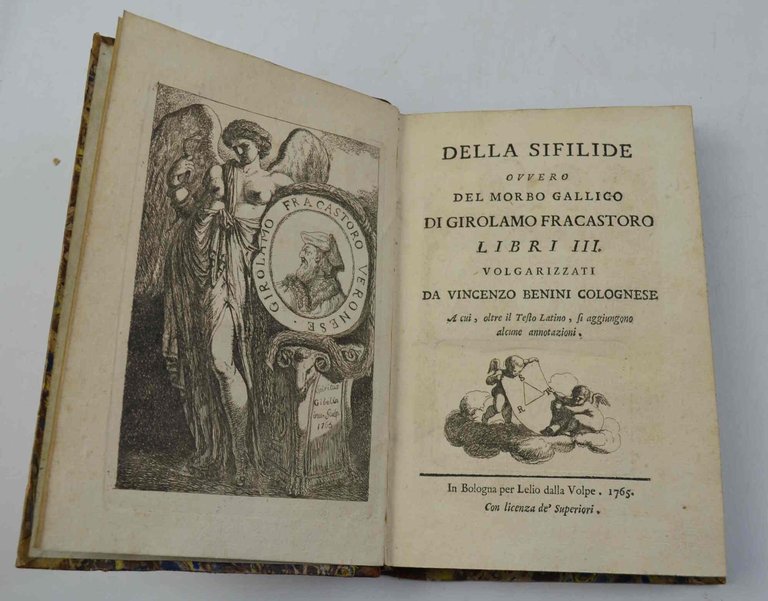 GIROLAMO FRACASTORO VERONESE
Gibella
1763
DELLA SIFILIDE
OVVERO
DEL MORBO GALLICO
DI GIROLAMO FRACASTORO
LIBRI III.
VOLGARIZZATI
DA VINCENZO BENINI COLOGNESE
A cui, oltre il Teſto Latino, ſi aggiungono
alcune annotazioni.
R
In Bologna per Lelio dalla Volpe. 1765.
Con licenza de' Superiori.